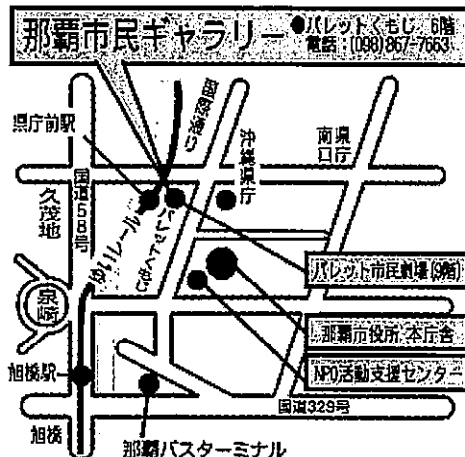 那覇市民ギャラリー
●パレットくもじ 6階
電話:(098)867-7663
国際通り
県庁前駅
沖縄県庁
県庁南口
国道58号
久茂地
ゆいレール
パレットくもじ
パレット市民劇場(9階)
泉崎
那覇市役所 本庁舎
NPO活動支援センター
旭橋駅
国道329号
旭橋
那覇バスターミナル